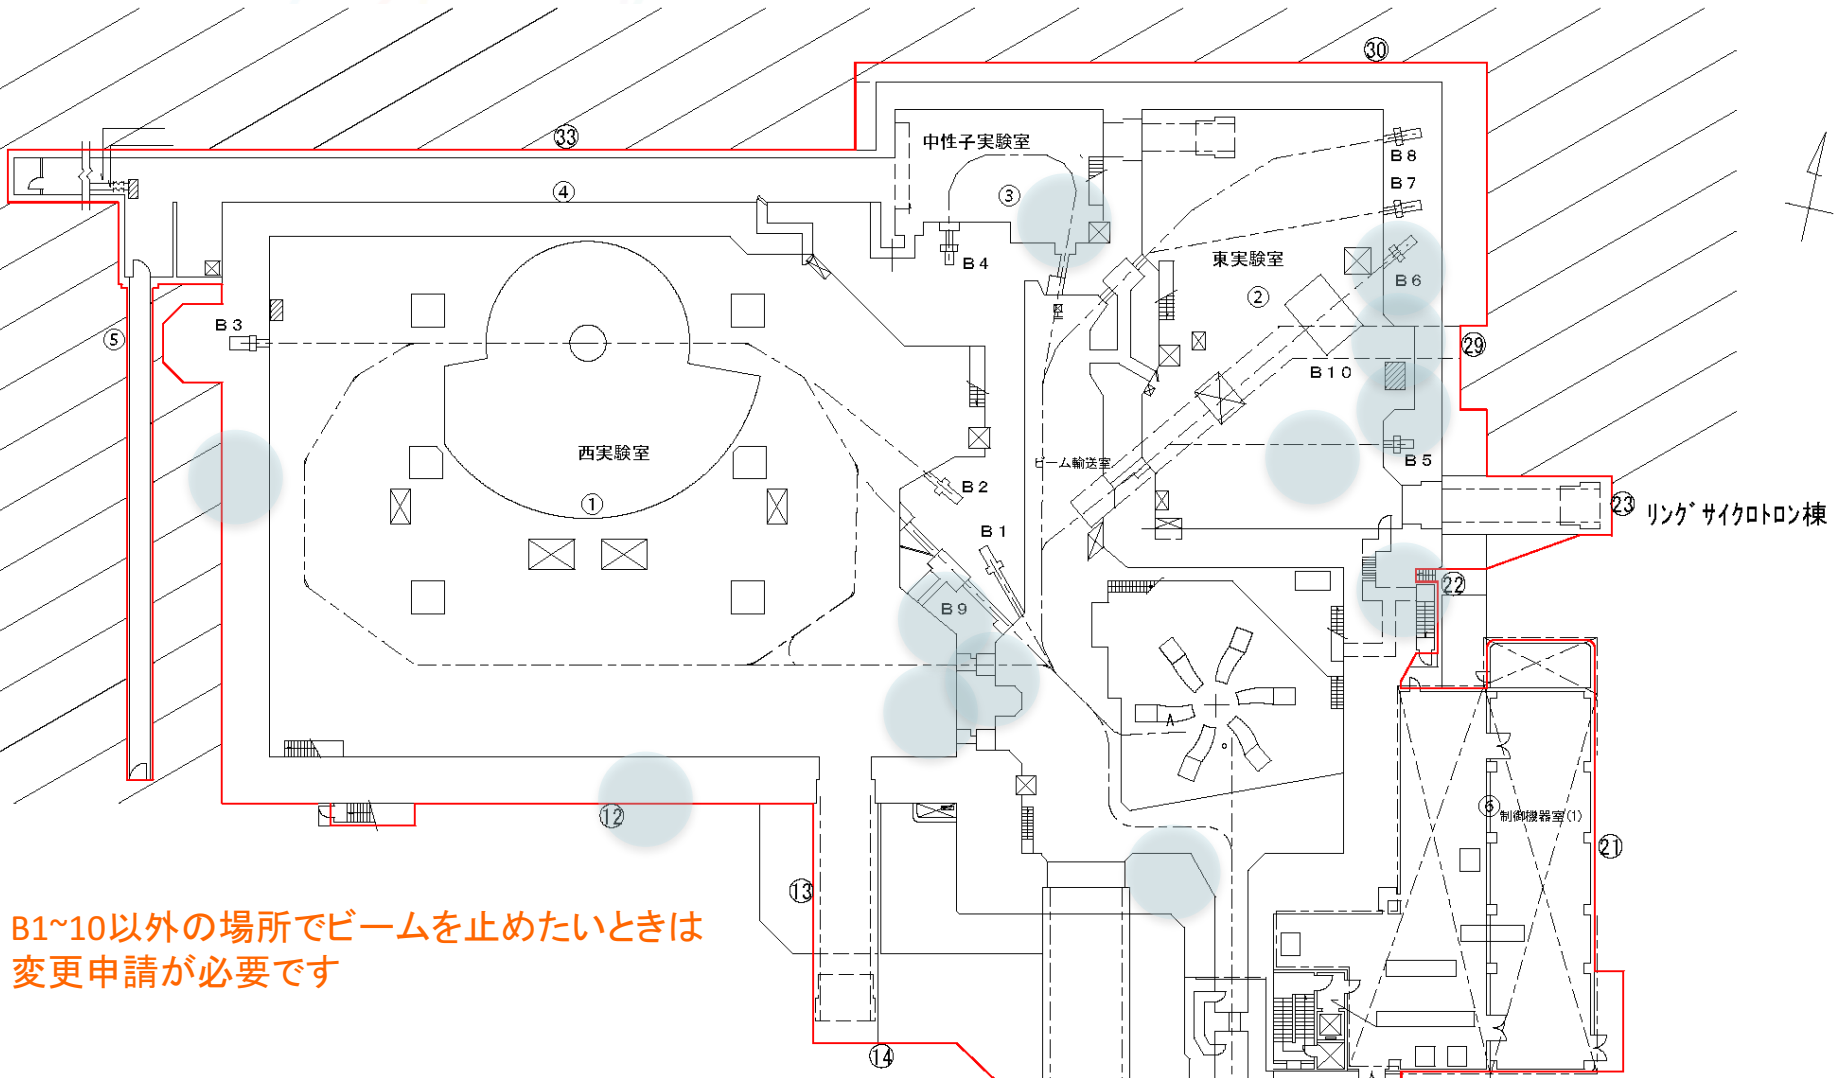 ㉚
㉝
中性子実験室
B8
④
③
B7
B4
東実験室
②
B6
B3
⑤
㉙
B10
西実験室
ビーム輸送室
B5
B2
①
㉓ リングサイクロトロン棟
B1
㉒
B9
A
⑥ 制御機器室(1)
⑫
㉑
⑬
B1~10以外の場所でビームを止めたいときは
変更申請が必要です
⑭